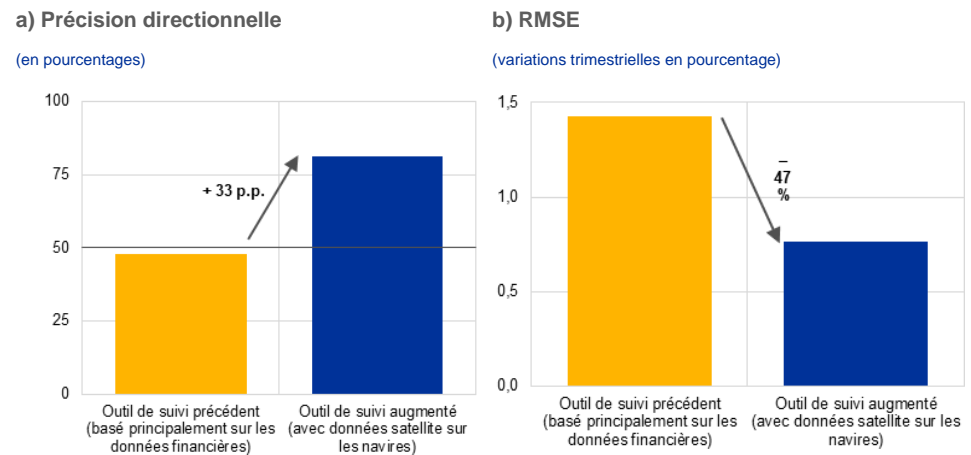 a) Précision directionnelle
(en pourcentages)
100
75
50
25
0
+ 33 p.p.
Outil de suivi précédent
(basé principalement sur les
données financières)
Outil de suivi augmenté
(avec données satellite sur
les navires)
b) RMSE
(variations trimestrielles en pourcentage)
1,5
1,0
0,5
0,0
–
47
%
Outil de suivi précédent
(basé principalement sur les
données financières)
Outil de suivi augmenté
(avec données satellite sur les
navires)